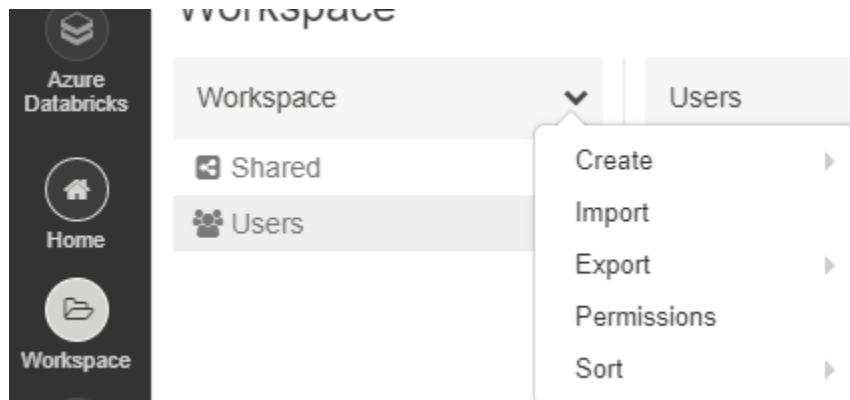 Workspace
Azure
Databricks
Home
Workspace
Workspace
Users
Shared
Users
Create
Import
Export
Permissions
Sort